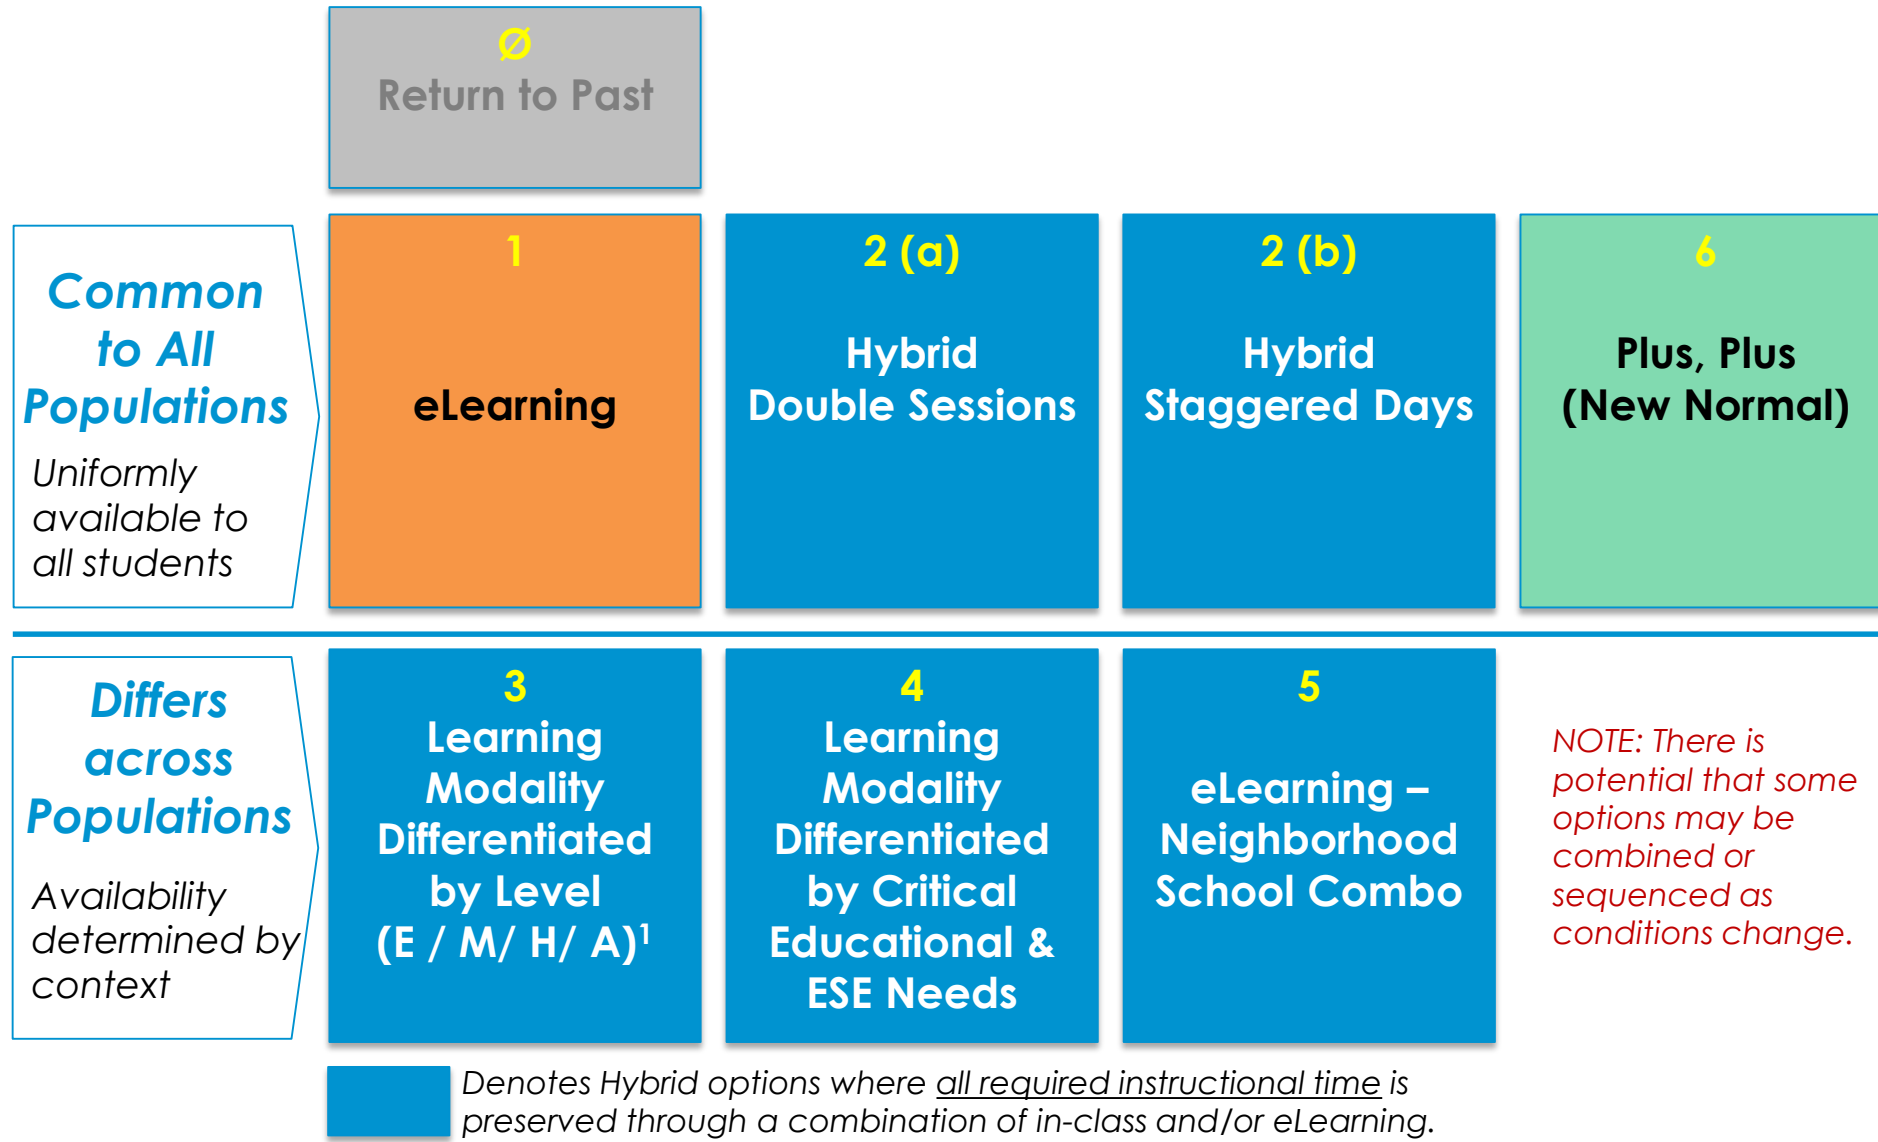 Ø
Return to Past
Common
to All
Populations
Uniformly
available to
all students
1
eLearning
2 (a)
Hybrid
Double Sessions
2 (b)
Hybrid
Staggered Days
6
Plus, Plus
(New Normal)
Differs
across
Populations
Availability
determined by
context
3
Learning
Modality
Differentiated
by Level
(E / M/ H/ A)¹
4
Learning
Modality
Differentiated
by Critical
Educational &
ESE Needs
5
eLearning –
Neighborhood
School Combo
NOTE: There is
potential that some
options may be
combined or
sequenced as
conditions change.
Denotes Hybrid options where all required instructional time is
preserved through a combination of in-class and/or eLearning.